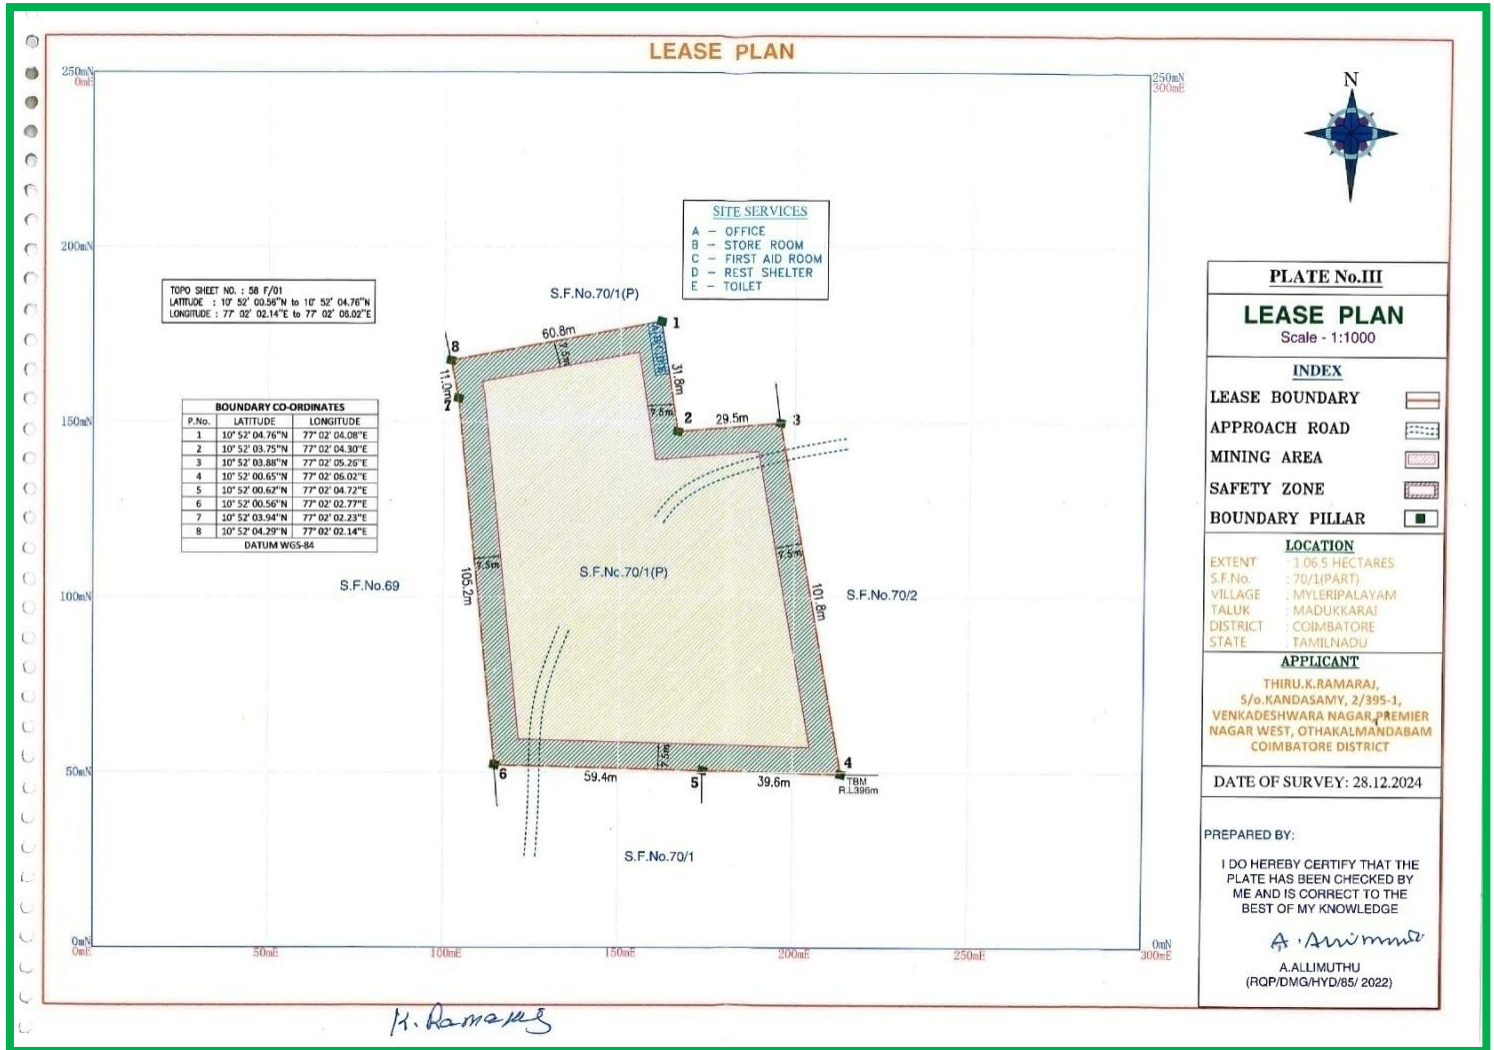 LEASE PLAN
250mN
0mE
250mN
300mE
N
200mN
SITE SERVICES
A - OFFICE
B - STORE ROOM
C - FIRST AID ROOM
D - REST SHELTER
E - TOILET
TOPO SHEET NO. : 58 F/01
LATITUDE : 10° 52' 00.56"N to 10° 52' 04.76"N
LONGITUDE : 77° 02' 02.14"E to 77° 02' 06.02"E
S.F.No.70/1(P)
60.8m
1
8
7.5m
A B C D E
11.0m
31.8m
7
7.5m
2
29.5m
3
150mN
BOUNDARY CO-ORDINATES
P.No. LATITUDE LONGITUDE
1 10° 52' 04.76"N 77° 02' 04.08"E
2 10° 52' 03.75"N 77° 02' 04.30"E
3 10° 52' 03.88"N 77° 02' 05.26"E
4 10° 52' 00.65"N 77° 02' 06.02"E
5 10° 52' 00.62"N 77° 02' 04.72"E
6 10° 52' 00.56"N 77° 02' 02.77"E
7 10° 52' 03.94"N 77° 02' 02.23"E
8 10° 52' 04.29"N 77° 02' 02.14"E
DATUM WGS-84
7.5m
7.5m
S.F.No.69
105.2m
S.F.Nc.70/1(P)
101.8m
S.F.No.70/2
100mN
50mN
6
59.4m
7.5m
5
39.6m
4
TBM
R.L396m
S.F.No.70/1
0mN
0mE
50mE
100mE
150mE
200mE
250mE
0mN
300mE
PLATE No.III
LEASE PLAN
Scale - 1:1000
INDEX
LEASE BOUNDARY
APPROACH ROAD
MINING AREA
SAFETY ZONE
BOUNDARY PILLAR
LOCATION
EXTENT : 1.06.5 HECTARES
S.F.No. : 70/1(PART)
VILLAGE : MYLERIPALAYAM
TALUK : MADUKKARAI
DISTRICT : COIMBATORE
STATE : TAMILNADU
APPLICANT
THIRU.K.RAMARAJ,
S/o.KANDASAMY, 2/395-1,
VENKADESHWARA NAGAR,PREMIER
NAGAR WEST, OTHAKALMANDABAM
COIMBATORE DISTRICT
DATE OF SURVEY: 28.12.2024
PREPARED BY:
I DO HEREBY CERTIFY THAT THE
PLATE HAS BEEN CHECKED BY
ME AND IS CORRECT TO THE
BEST OF MY KNOWLEDGE
A.ALLIMUTHU
(RQP/DMG/HYD/85/ 2022)
K. Ramaraj